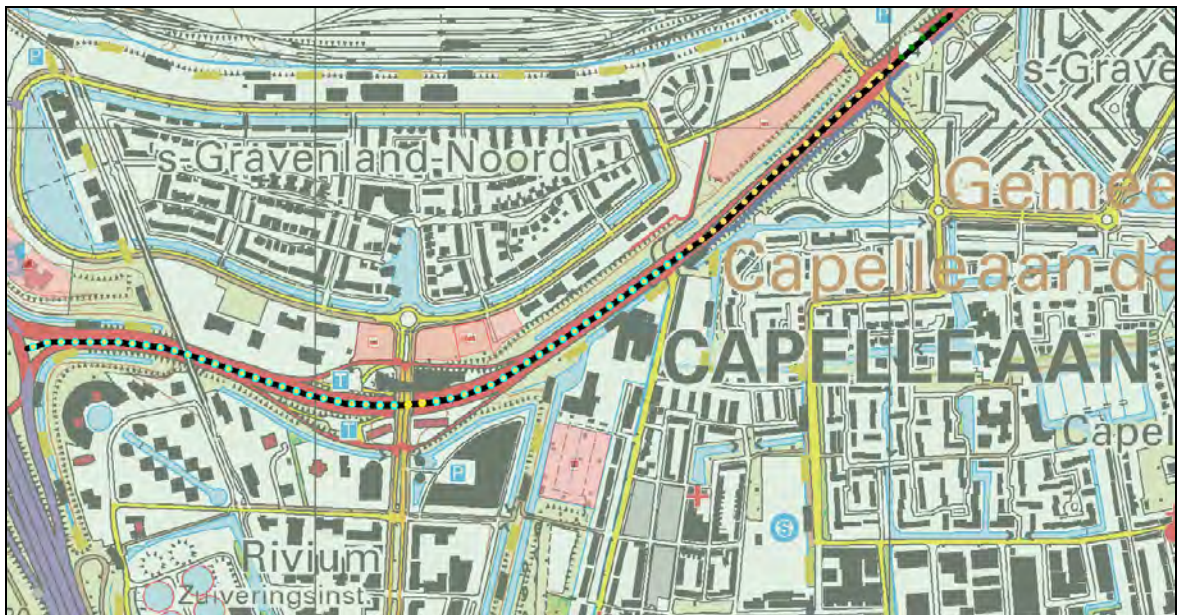 P
P
s-Grave
's-Gravenland-Noord
Gemee
Capelle aan de
CAPELLE AAN
T
T
Capel
P
S
Rivium
Zuiveringsinst.